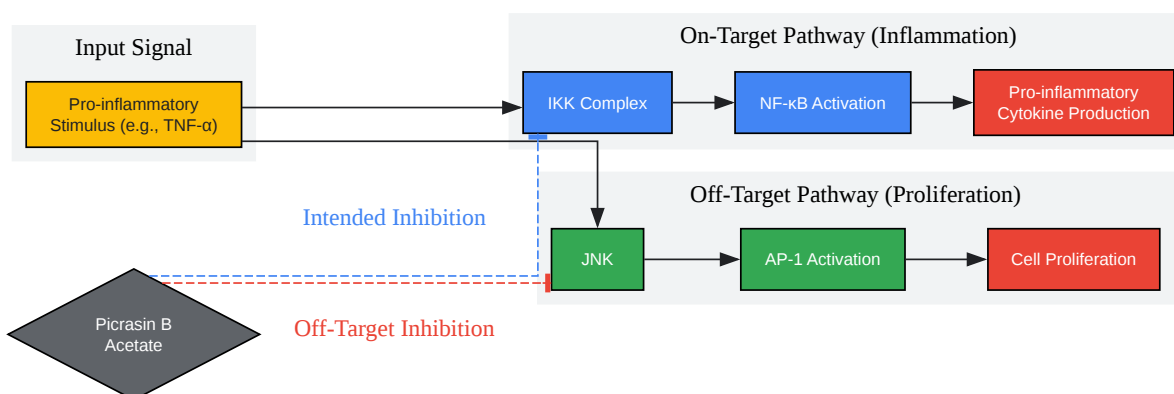 Input Signal
Pro-inflammatory
Stimulus (e.g., TNF-α)
On-Target Pathway (Inflammation)
IKK Complex
NF-κB Activation
Pro-inflammatory
Cytokine Production
Off-Target Pathway (Proliferation)
JNK
AP-1 Activation
Cell Proliferation
Intended Inhibition
Off-Target Inhibition
Picrasin B
Acetate